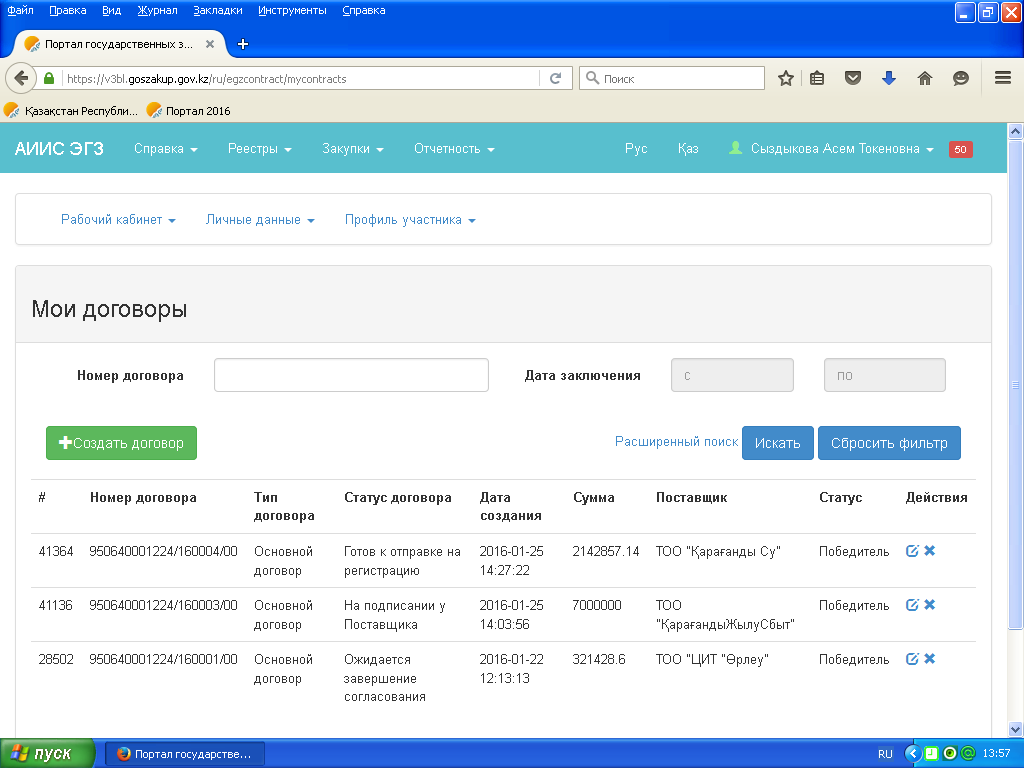 Файл Правка Вид Журнал Закладки Инструменты Справка
Портал государственных з...
https://v3bl.goszakup.gov.kz/ru/egzcontract/mycontracts
Поиск
Қазақстан Республи... Портал 2016
АИИС ЭГЗ Справка Реестры Закупки Отчетность Рус Қаз Сыздыкова Асем Токеновна 50
Рабочий кабинет Личные данные Профиль участника
Мои договоры
Номер договора Дата заключения с по
Создать договор Расширенный поиск Искать Сбросить фильтр
# Номер договора Тип Статус договора Дата Сумма Поставщик Статус Действия
договора создания
41364 950640001224/160004/00 Основной Готов к отправке на 2016-01-25 2142857.14 ТОО "Қарағанды Су" Победитель
договор регистрацию 14:27:22
41136 950640001224/160003/00 Основной На подписании у 2016-01-25 7000000 ТОО Победитель
договор Поставщика 14:03:56 "ҚарағандыЖылуСбыт"
28502 950640001224/160001/00 Основной Ожидается 2016-01-22 321428.6 ТОО "ЦИТ "Өрлеу" Победитель
договор завершение 12:13:13
согласования
пуск Портал государстве... RU 13:57